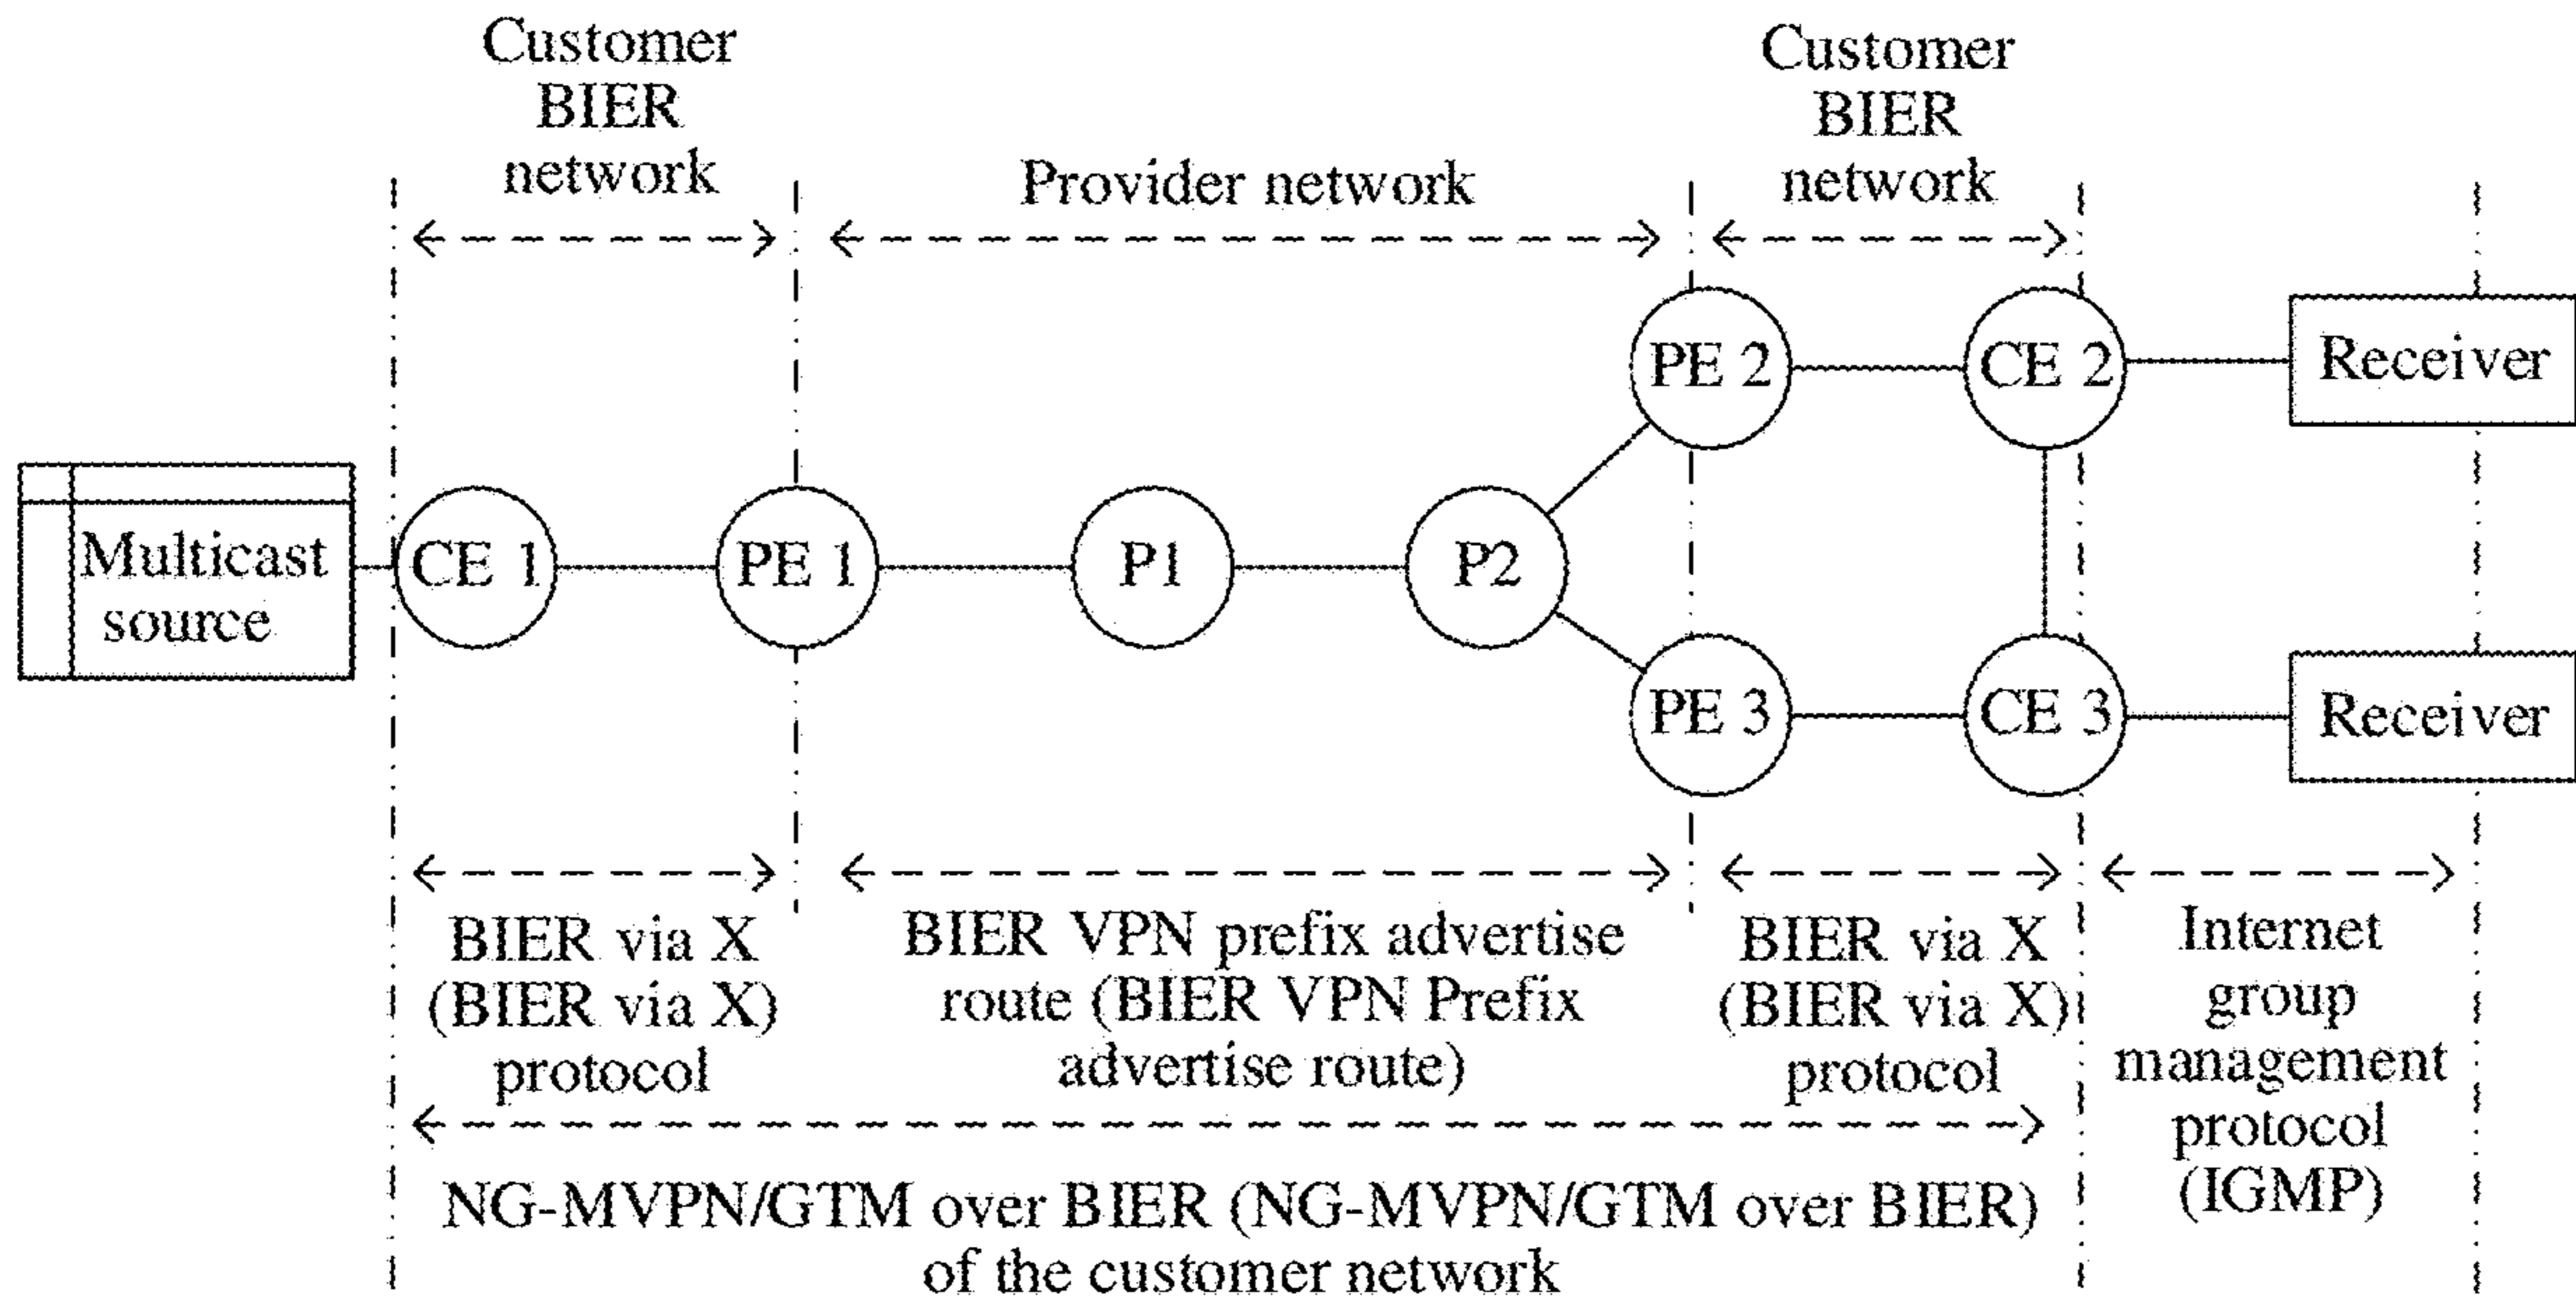 Customer
BIER
network
Provider network
Customer
BIER
network
Multicast
source
CE 1
PE 1
P1
P2
PE 2
CE 2
Receiver
PE 3
CE 3
Receiver
BIER via X
(BIER via X)
protocol
BIER VPN prefix advertise
route (BIER VPN Prefix
advertise route)
BIER via X
(BIER via X)
protocol
Internet
group
management
protocol
(IGMP)
NG-MVPN/GTM over BIER (NG-MVPN/GTM over BIER)
of the customer network